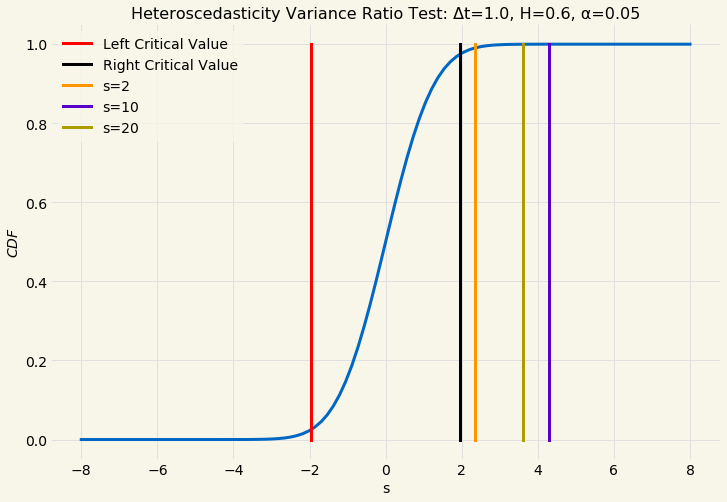 Heteroscedasticity Variance Ratio Test: Δt=1.0, H=0.6, α=0.05
Left Critical Value
Right Critical Value
s=2
s=10
s=20
1.0
0.8
0.6
0.4
0.2
0.0
CDF
−8
−6
−4
−2
0
2
4
6
8
s